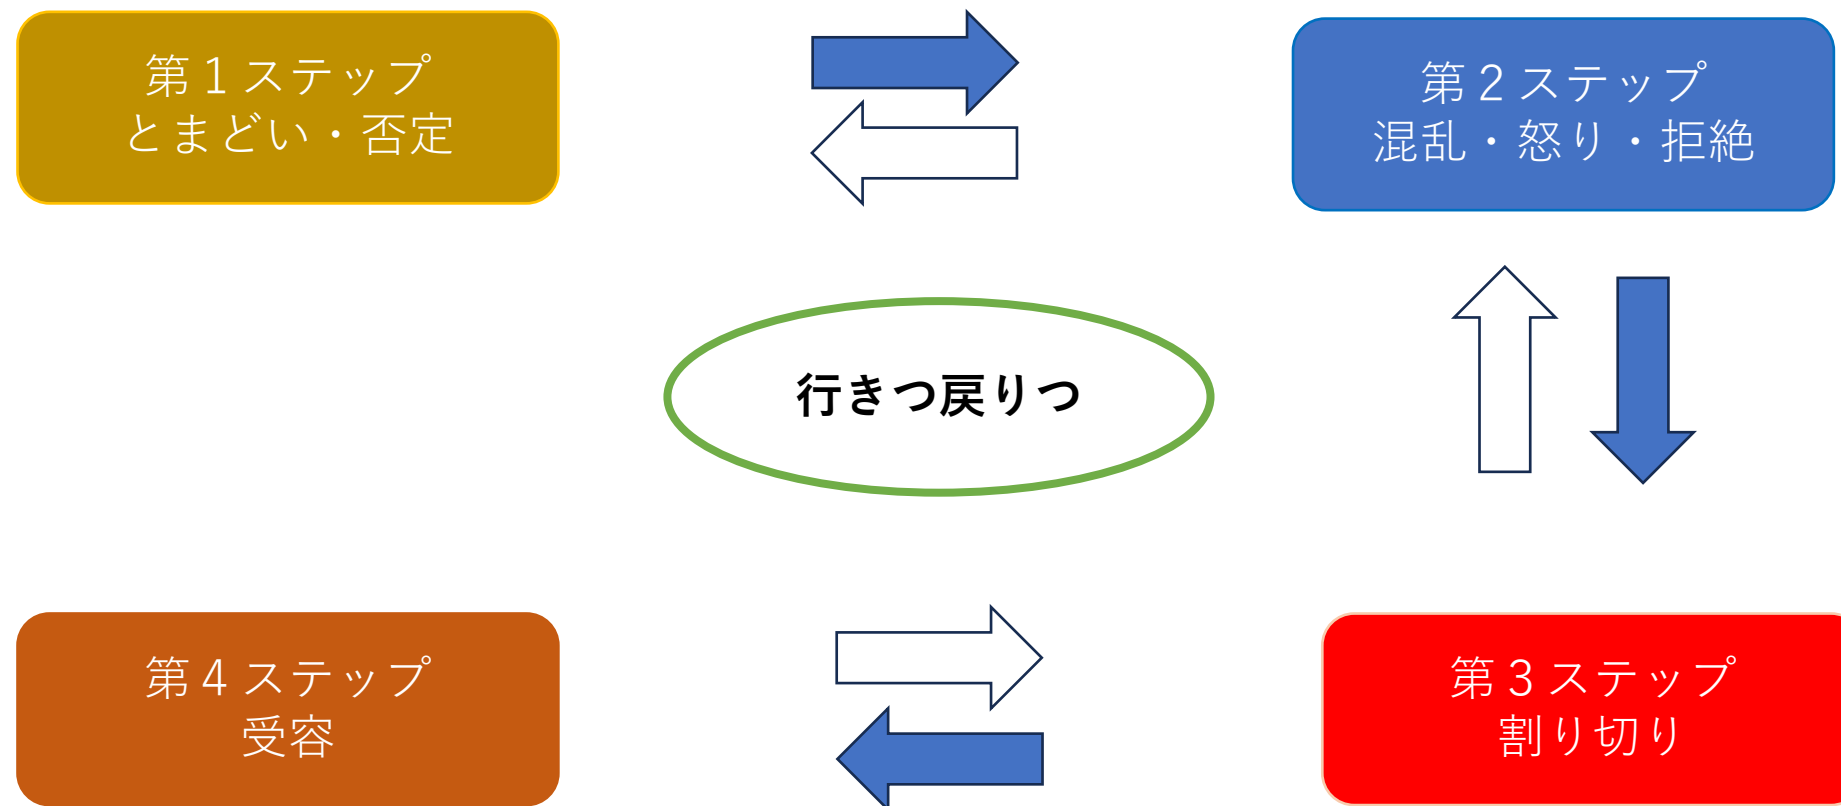 第１ステップ
とまどい・否定
第２ステップ
混乱・怒り・拒絶
行きつ戻りつ
第４ステップ
受容
第３ステップ
割り切り